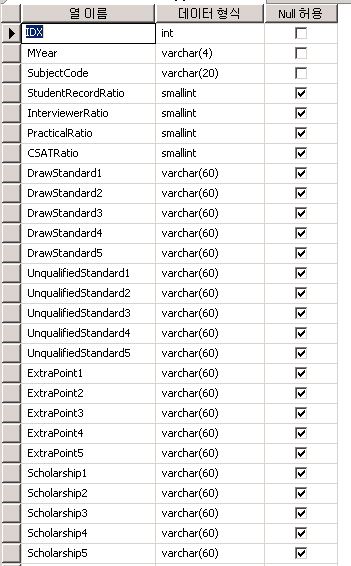 열 이름 데이터 형식 Null 허용
IDX int
MYear varchar(4)
SubjectCode varchar(20)
StudentRecordRatio smallint
InterviewerRatio smallint
PracticalRatio smallint
CSATRatio smallint
DrawStandard1 varchar(60)
DrawStandard2 varchar(60)
DrawStandard3 varchar(60)
DrawStandard4 varchar(60)
DrawStandard5 varchar(60)
UnqualifiedStandard1 varchar(60)
UnqualifiedStandard2 varchar(60)
UnqualifiedStandard3 varchar(60)
UnqualifiedStandard4 varchar(60)
UnqualifiedStandard5 varchar(60)
ExtraPoint1 varchar(60)
ExtraPoint2 varchar(60)
ExtraPoint3 varchar(60)
ExtraPoint4 varchar(60)
ExtraPoint5 varchar(60)
Scholarship1 varchar(60)
Scholarship2 varchar(60)
Scholarship3 varchar(60)
Scholarship4 varchar(60)
Scholarship5 varchar(60)